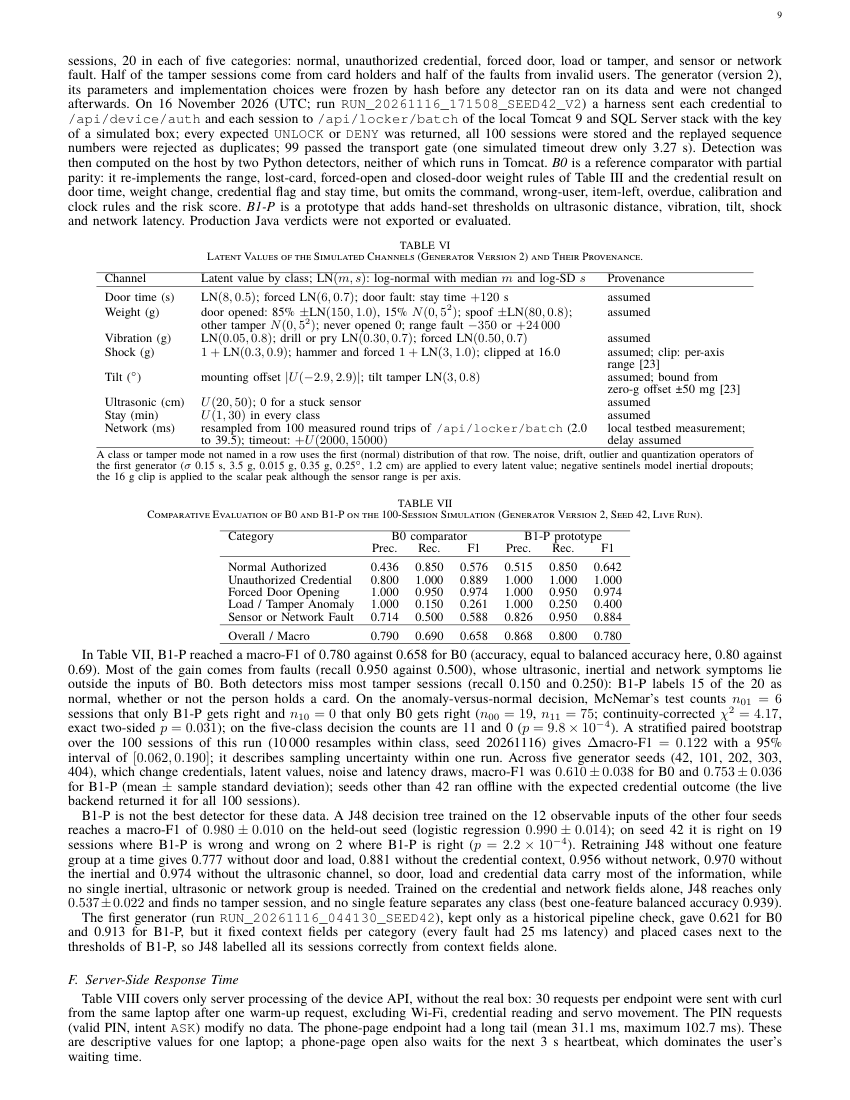 9
sessions, 20 in each of five categories: normal, unauthorized credential, forced door, load or tamper, and sensor or network
fault. Half of the tamper sessions come from card holders and half of the faults from invalid users. The generator (version 2),
its parameters and implementation choices were frozen by hash before any detector ran on its data and were not changed
afterwards. On 16 November 2026 (UTC; run RUN_20261116_171508_SEED42_V2) a harness sent each credential to
/api/device/auth and each session to /api/locker/batch of the local Tomcat 9 and SQL Server stack with the key
of a simulated box; every expected UNLOCK or DENY was returned, all 100 sessions were stored and the replayed sequence
numbers were rejected as duplicates; 99 passed the transport gate (one simulated timeout drew only 3.27 s). Detection was
then computed on the host by two Python detectors, neither of which runs in Tomcat. B0 is a reference comparator with partial
parity: it re-implements the range, lost-card, forced-open and closed-door weight rules of Table III and the credential result on
door time, weight change, credential flag and stay time, but omits the command, wrong-user, item-left, overdue, calibration and
clock rules and the risk score. B1-P is a prototype that adds hand-set thresholds on ultrasonic distance, vibration, tilt, shock
and network latency. Production Java verdicts were not exported or evaluated.
TABLE VI
LATENT VALUES OF THE SIMULATED CHANNELS (GENERATOR VERSION 2) AND THEIR PROVENANCE.
Channel Latent value by class; LN(m, s): log-normal with median m and log-SD s Provenance
Door time (s) LN(8, 0.5); forced LN(6, 0.7); door fault: stay time +120 s assumed
Weight (g) door opened: 85% ±LN(150, 1.0), 15% N(0, 5²); spoof ±LN(80, 0.8); assumed
other tamper N(0, 5²); never opened 0; range fault −350 or +24 000
Vibration (g) LN(0.05, 0.8); drill or pry LN(0.30, 0.7); forced LN(0.50, 0.7) assumed
Shock (g) 1 + LN(0.3, 0.9); hammer and forced 1 + LN(3, 1.0); clipped at 16.0 assumed; clip: per-axis
range [23]
Tilt (°) mounting offset |U(−2.9, 2.9)|; tilt tamper LN(3, 0.8) assumed; bound from
zero-g offset ±50 mg [23]
Ultrasonic (cm) U(20, 50); 0 for a stuck sensor assumed
Stay (min) U(1, 30) in every class assumed
Network (ms) resampled from 100 measured round trips of /api/locker/batch (2.0 local testbed measurement;
to 39.5); timeout: +U(2000, 15000) delay assumed
A class or tamper mode not named in a row uses the first (normal) distribution of that row. The noise, drift, outlier and quantization operators of
the first generator (σ 0.15 s, 3.5 g, 0.015 g, 0.35 g, 0.25°, 1.2 cm) are applied to every latent value; negative sentinels model inertial dropouts;
the 16 g clip is applied to the scalar peak although the sensor range is per axis.
TABLE VII
COMPARATIVE EVALUATION OF B0 AND B1-P ON THE 100-SESSION SIMULATION (GENERATOR VERSION 2, SEED 42, LIVE RUN).
Category B0 comparator B1-P prototype
Prec. Rec. F1 Prec. Rec. F1
Normal Authorized 0.436 0.850 0.576 0.515 0.850 0.642
Unauthorized Credential 0.800 1.000 0.889 1.000 1.000 1.000
Forced Door Opening 1.000 0.950 0.974 1.000 0.950 0.974
Load / Tamper Anomaly 1.000 0.150 0.261 1.000 0.250 0.400
Sensor or Network Fault 0.714 0.500 0.588 0.826 0.950 0.884
Overall / Macro 0.790 0.690 0.658 0.868 0.800 0.780
In Table VII, B1-P reached a macro-F1 of 0.780 against 0.658 for B0 (accuracy, equal to balanced accuracy here, 0.80 against
0.69). Most of the gain comes from faults (recall 0.950 against 0.500), whose ultrasonic, inertial and network symptoms lie
outside the inputs of B0. Both detectors miss most tamper sessions (recall 0.150 and 0.250): B1-P labels 15 of the 20 as
normal, whether or not the person holds a card. On the anomaly-versus-normal decision, McNemar's test counts n₀₁ = 6
sessions that only B1-P gets right and n₁₀ = 0 that only B0 gets right (n₀₀ = 19, n₁₁ = 75; continuity-corrected χ² = 4.17,
exact two-sided p = 0.031); on the five-class decision the counts are 11 and 0 (p = 9.8 × 10⁻⁴). A stratified paired bootstrap
over the 100 sessions of this run (10 000 resamples within class, seed 20261116) gives Δmacro-F1 = 0.122 with a 95%
interval of [0.062, 0.190]; it describes sampling uncertainty within one run. Across five generator seeds (42, 101, 202, 303,
404), which change credentials, latent values, noise and latency draws, macro-F1 was 0.610 ± 0.038 for B0 and 0.753 ± 0.036
for B1-P (mean ± sample standard deviation); seeds other than 42 ran offline with the expected credential outcome (the live
backend returned it for all 100 sessions).
B1-P is not the best detector for these data. A J48 decision tree trained on the 12 observable inputs of the other four seeds
reaches a macro-F1 of 0.980 ± 0.010 on the held-out seed (logistic regression 0.990 ± 0.014); on seed 42 it is right on 19
sessions where B1-P is wrong and wrong on 2 where B1-P is right (p = 2.2 × 10⁻⁴). Retraining J48 without one feature
group at a time gives 0.777 without door and load, 0.881 without the credential context, 0.956 without network, 0.970 without
the inertial and 0.974 without the ultrasonic channel, so door, load and credential data carry most of the information, while
no single inertial, ultrasonic or network group is needed. Trained on the credential and network fields alone, J48 reaches only
0.537 ± 0.022 and finds no tamper session, and no single feature separates any class (best one-feature balanced accuracy 0.939).
The first generator (run RUN_20261116_044130_SEED42), kept only as a historical pipeline check, gave 0.621 for B0
and 0.913 for B1-P, but it fixed context fields per category (every fault had 25 ms latency) and placed cases next to the
thresholds of B1-P, so J48 labelled all its sessions correctly from context fields alone.
F. Server-Side Response Time
Table VIII covers only server processing of the device API, without the real box: 30 requests per endpoint were sent with curl
from the same laptop after one warm-up request, excluding Wi-Fi, credential reading and servo movement. The PIN requests
(valid PIN, intent ASK) modify no data. The phone-page endpoint had a long tail (mean 31.1 ms, maximum 102.7 ms). These
are descriptive values for one laptop; a phone-page open also waits for the next 3 s heartbeat, which dominates the user's
waiting time.